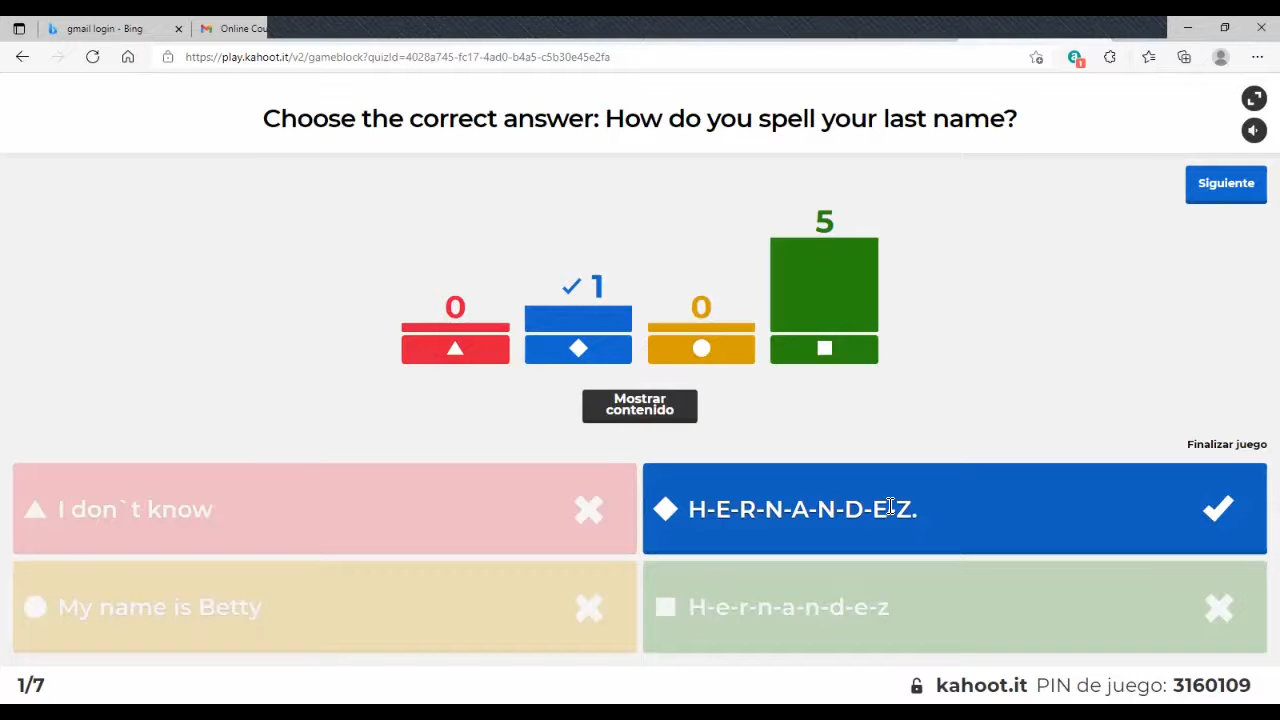 gmail login - Bing
Online Cou
https://play.kahoot.it/v2/gameblock?quizId=4028a745-fc17-4ad0-b4a5-c5b30e45e2fa
a
1
Choose the correct answer: How do you spell your last name?
Siguiente
0
1
0
5
Mostrar
contenido
Finalizar juego
I don`t know
H-E-R-N-A-N-D-E-Z.
My name is Betty
H-e-r-n-a-n-d-e-z
1/7
kahoot.it PIN de juego: 3160109